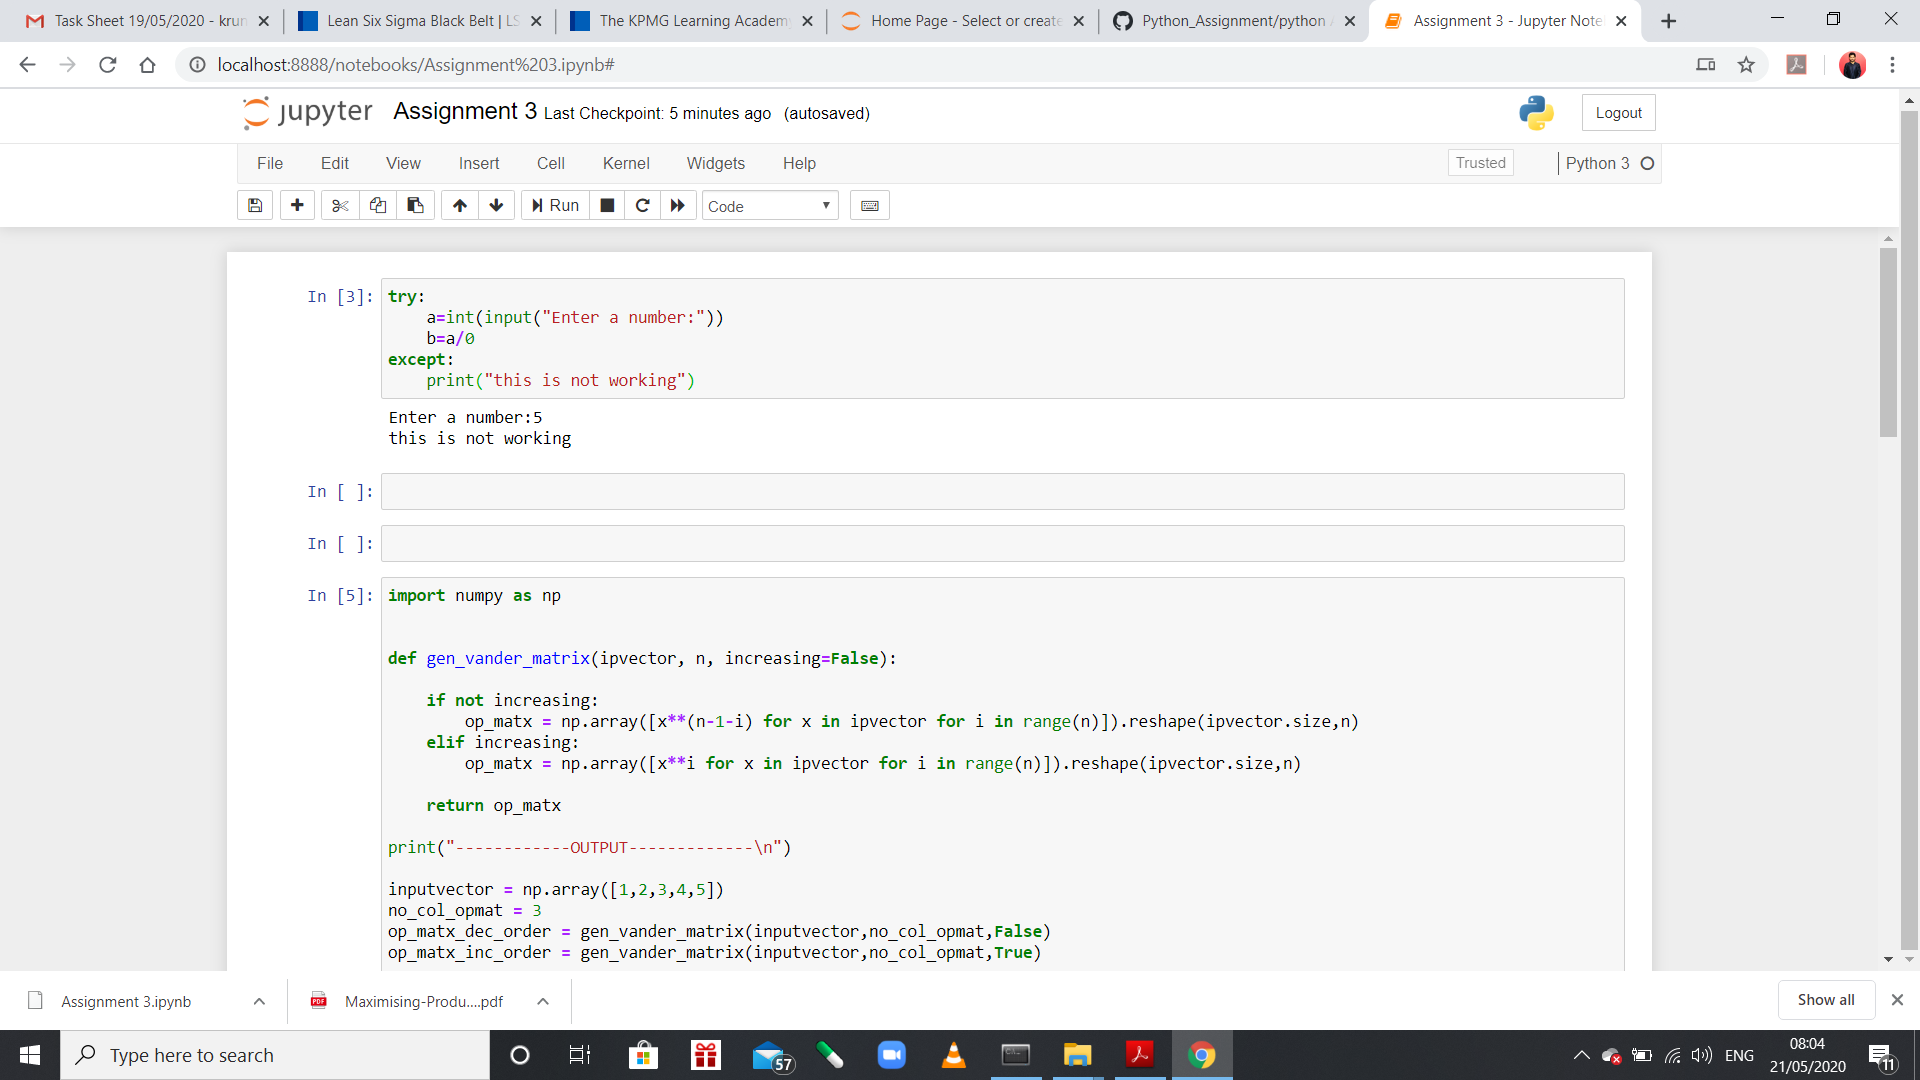 Task Sheet 19/05/2020 - krun
Lean Six Sigma Black Belt | LS
The KPMG Learning Academy
Home Page - Select or create
Python_Assignment/python A
Assignment 3 - Jupyter Note
localhost:8888/notebooks/Assignment%203.ipynb#
jupyter Assignment 3 Last Checkpoint: 5 minutes ago (autosaved)
Logout
File Edit View Insert Cell Kernel Widgets Help
Trusted
Python 3
Run
Code
In [3]: try:
    a=int(input("Enter a number:"))
    b=a/0
except:
    print("this is not working")
Enter a number:5
this is not working
In [ ]:
In [ ]:
In [5]: import numpy as np
def gen_vander_matrix(ipvector, n, increasing=False):
    if not increasing:
        op_matx = np.array([x**(n-1-i) for x in ipvector for i in range(n)]).reshape(ipvector.size,n)
    elif increasing:
        op_matx = np.array([x**i for x in ipvector for i in range(n)]).reshape(ipvector.size,n)
    return op_matx
print("------------OUTPUT-------------\n")
inputvector = np.array([1,2,3,4,5])
no_col_opmat = 3
op_matx_dec_order = gen_vander_matrix(inputvector,no_col_opmat,False)
op_matx_inc_order = gen_vander_matrix(inputvector,no_col_opmat,True)
Assignment 3.ipynb
PDF
Maximising-Produ....pdf
Show all
Type here to search
57
ENG
08:04
21/05/2020
11